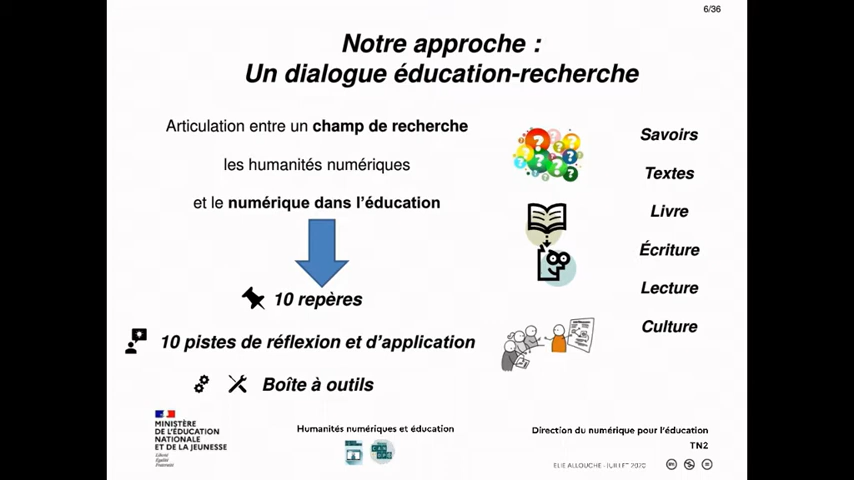 6/36
Notre approche :
Un dialogue éducation-recherche
Articulation entre un champ de recherche
les humanités numériques
et le numérique dans l'éducation
10 repères
10 pistes de réflexion et d'application
Boîte à outils
Savoirs
Textes
Livre
Écriture
Lecture
Culture
MINISTÈRE
DE L'ÉDUCATION
NATIONALE
ET DE LA JEUNESSE
Liberté
Égalité
Fraternité
Humanités numériques et éducation
Direction du numérique pour l'éducation
TN2
ELIE ALLOUCHE - JUILLET 2020